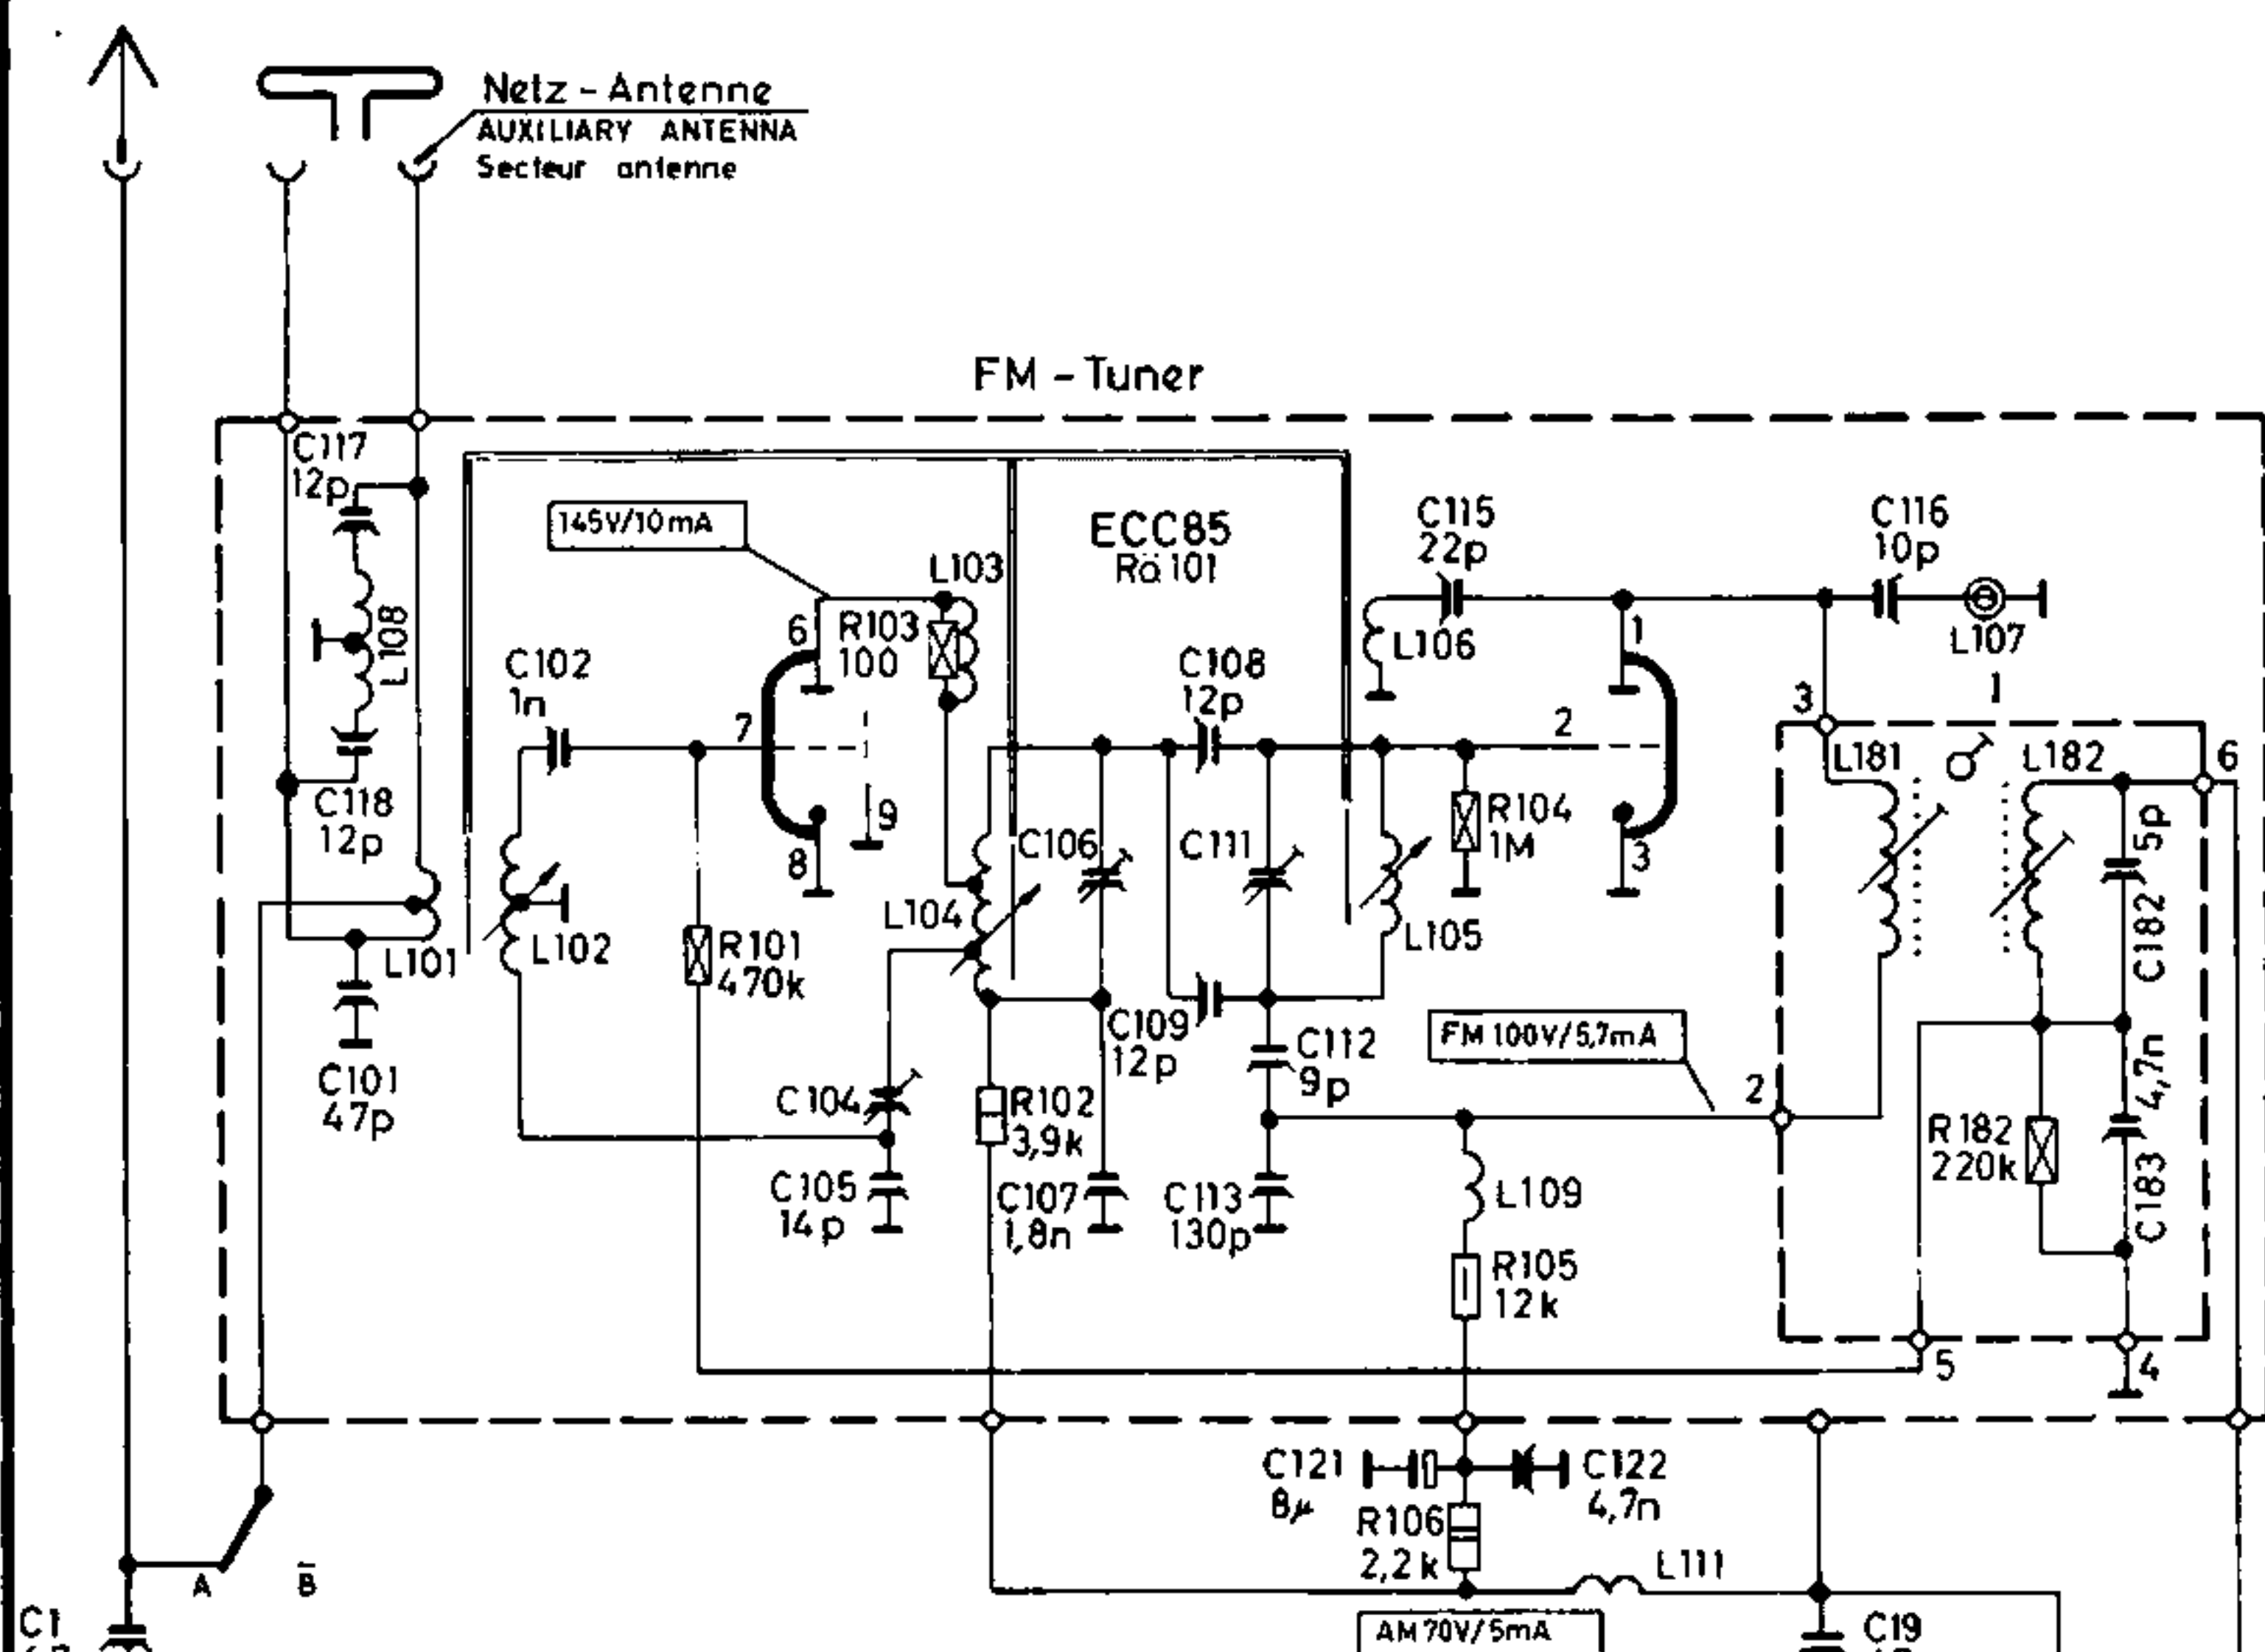 Netz - Antenne
AUXILIARY ANTENNA
Secteur antenne
FM - Tuner
C117
12p
145V/10mA
ECC85
Rö 101
C115
22p
C116
10p
L103
L108
6
R103
100
1
L106
L107
C102
1n
C108
12p
1
3
7
2
L181
L182
6
C118
12p
9
C106
C111
R104
1M
5p
8
3
L104
L101
L102
R101
470k
L105
C182
C109
12p
C112
9p
FM 100V/5,7mA
C101
47p
C104
R102
3,9k
2
4,7n
R182
220k
C105
14p
C107
1,8n
C113
130p
L109
C183
R105
12k
5
4
C121
8µ
C122
4,7n
R106
2,2k
L111
A
B
C1
AM 70V/5mA
C19